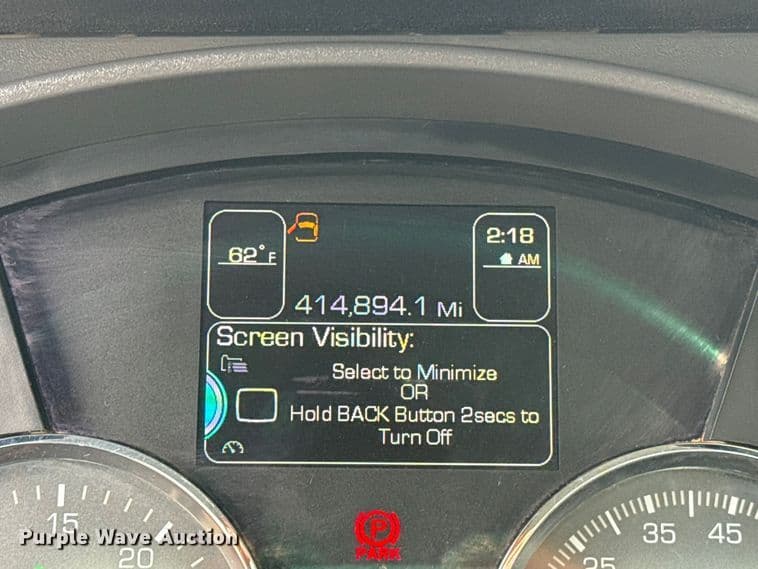 62°F
2:18
AM
414,894.1 Mi
Screen Visibility:
Select to Minimize
OR
Hold BACK Button 2secs to
Turn Off
P
PARK
15
20
25
35
45
Purple Wave Auction